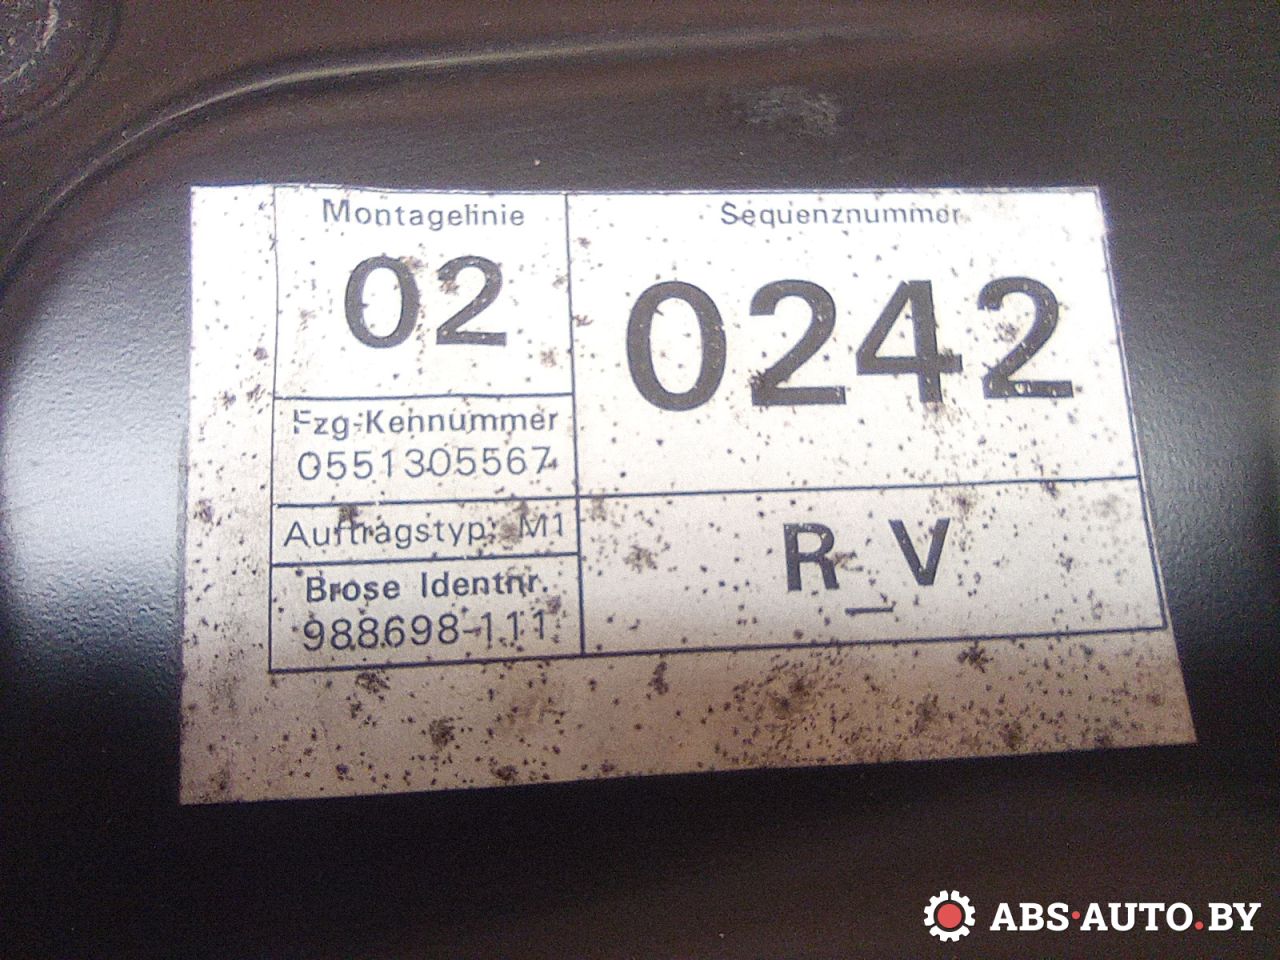 Montagelinie
02
Fzg-Kennummer
0551305567
Auftragstyp: M1
Brose Identnr.
988698-111
Sequenznummer
0242
R_V
ABS·AUTO.BY